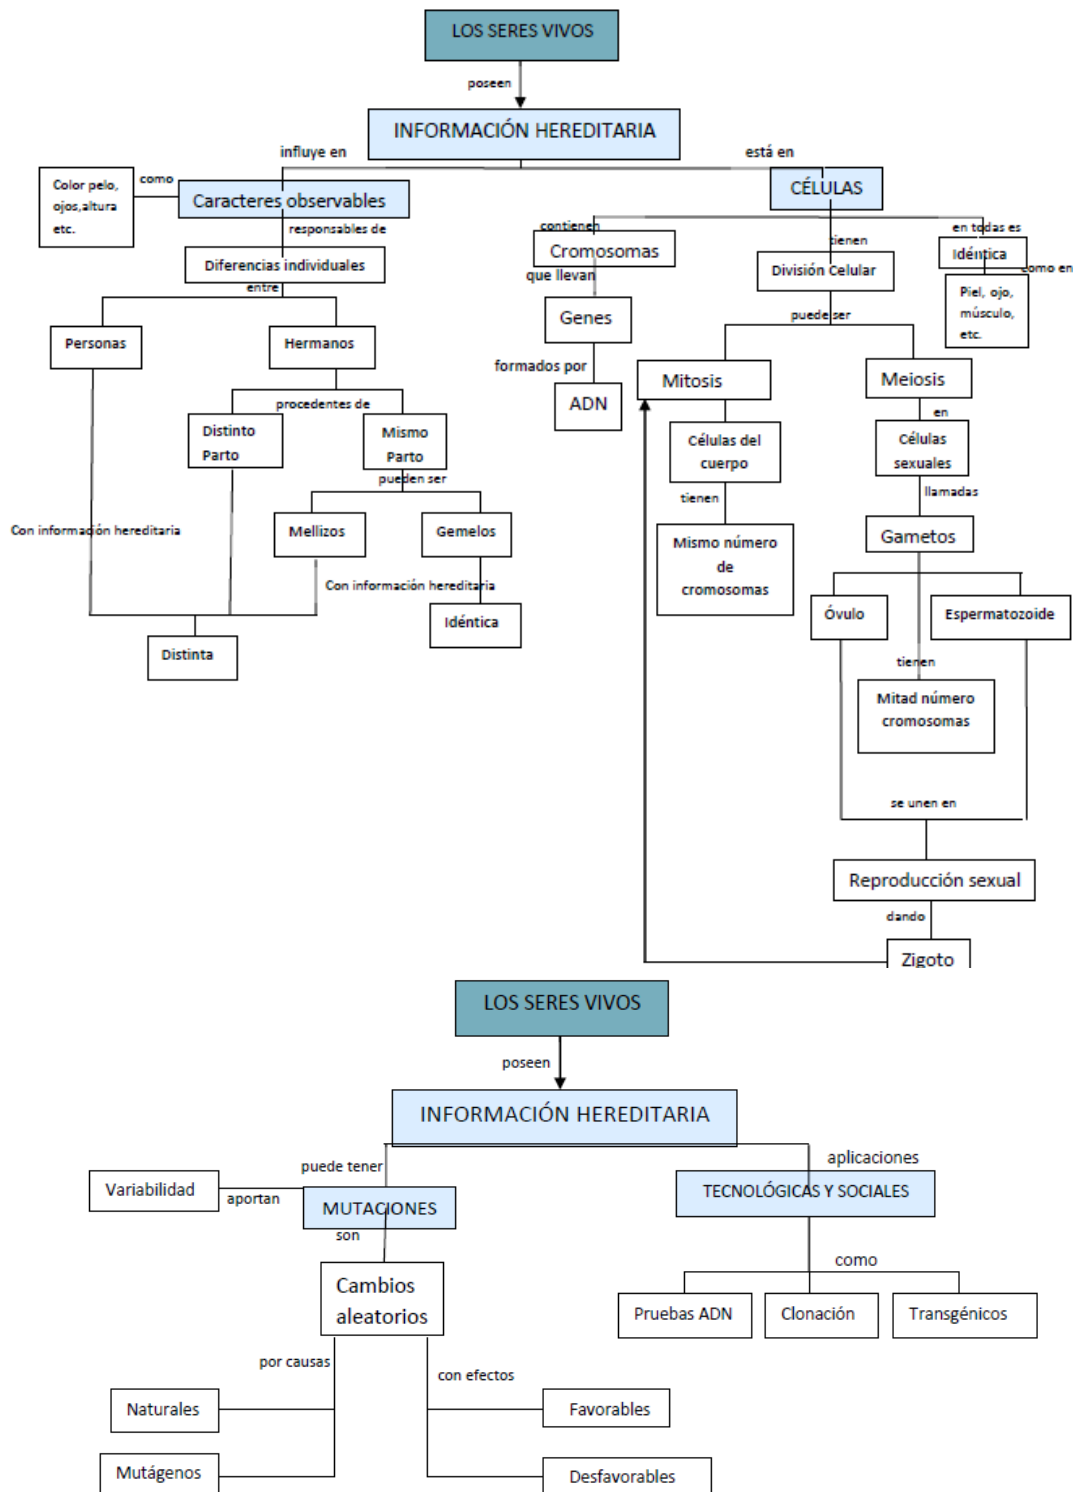 LOS SERES VIVOS
poseen
INFORMACIÓN HEREDITARIA
influye en
está en
Color pelo,
ojos,altura
etc.
como
Caracteres observables
CÉLULAS
responsables de
contienen
tienen
en todas es
Cromosomas
Idéntica
Diferencias individuales
que llevan
División Celular
como en
entre
Piel, ojo,
músculo,
etc.
Genes
puede ser
Personas
Hermanos
formados por
Mitosis
Meiosis
procedentes de
ADN
en
Distinto
Parto
Mismo
Parto
Células del
cuerpo
Células
sexuales
pueden ser
tienen
llamadas
Con información hereditaria
Mellizos
Gemelos
Mismo número
de
cromosomas
Gametos
Con información hereditaria
Idéntica
Óvulo
Espermatozoide
Distinta
tienen
Mitad número
cromosomas
se unen en
Reproducción sexual
dando
Zigoto
LOS SERES VIVOS
poseen
INFORMACIÓN HEREDITARIA
puede tener
aplicaciones
Variabilidad
aportan
MUTACIONES
TECNOLÓGICAS Y SOCIALES
son
como
Cambios
aleatorios
Pruebas ADN
Clonación
Transgénicos
por causas
con efectos
Naturales
Favorables
Mutágenos
Desfavorables